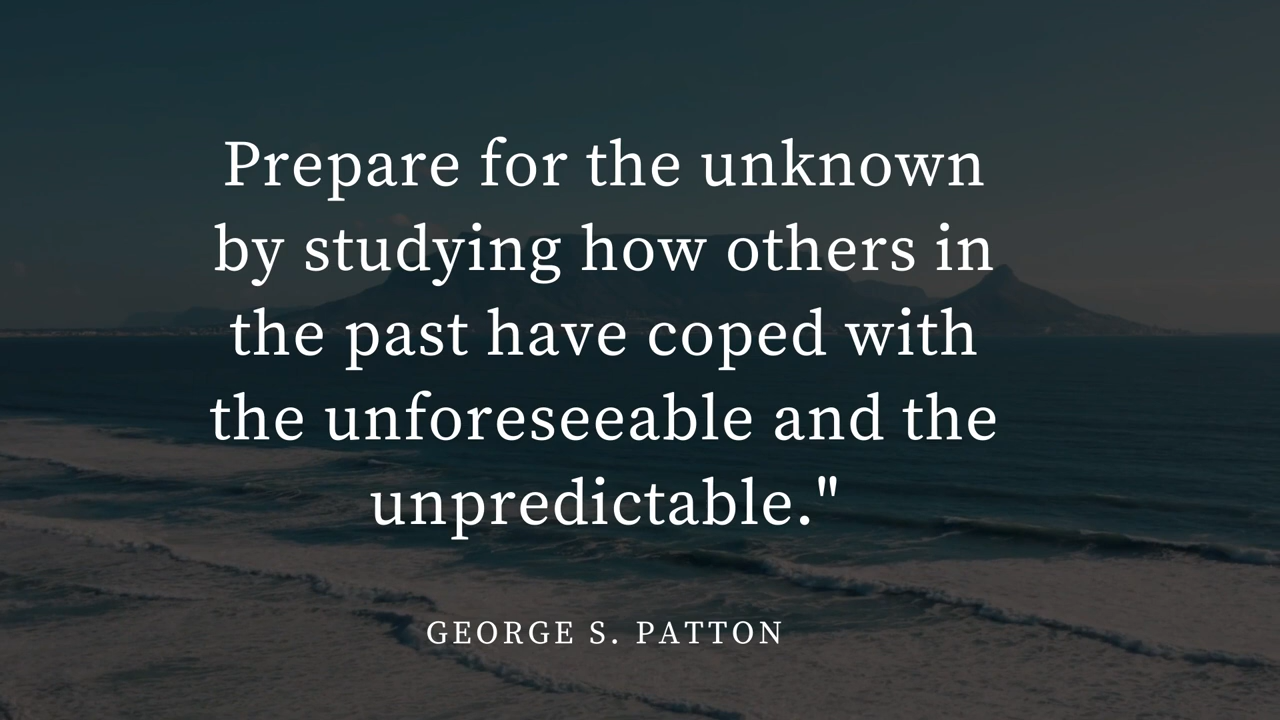 Prepare for the unknown
by studying how others in
the past have coped with
the unforeseeable and the
unpredictable."
GEORGE S. PATTON